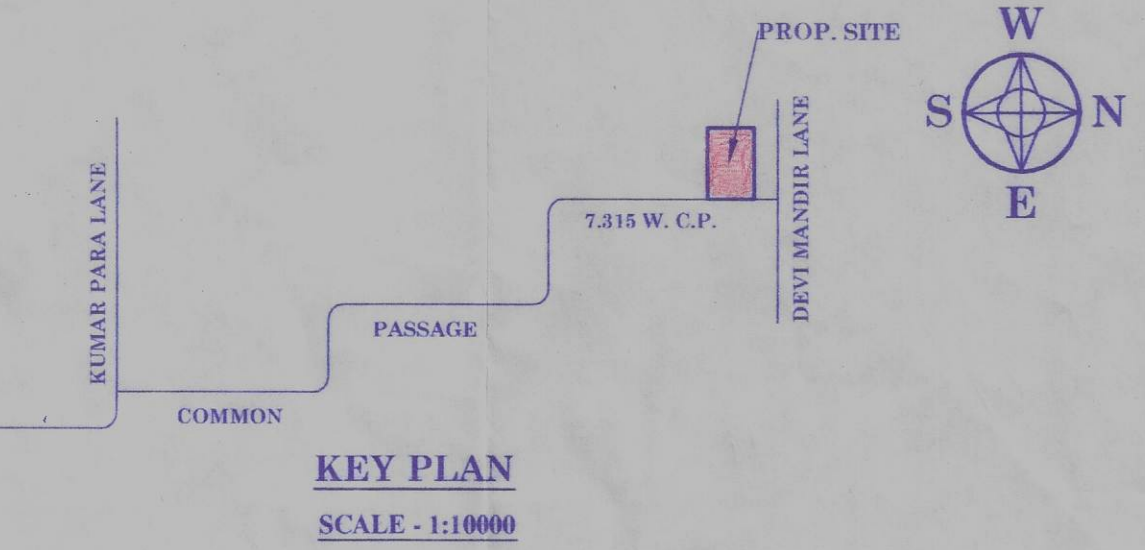 W
PROP. SITE
S
N
E
KUMAR PARA LANE
DEVI MANDIR LANE
7.315 W. C.P.
PASSAGE
COMMON
KEY PLAN
SCALE - 1:10000